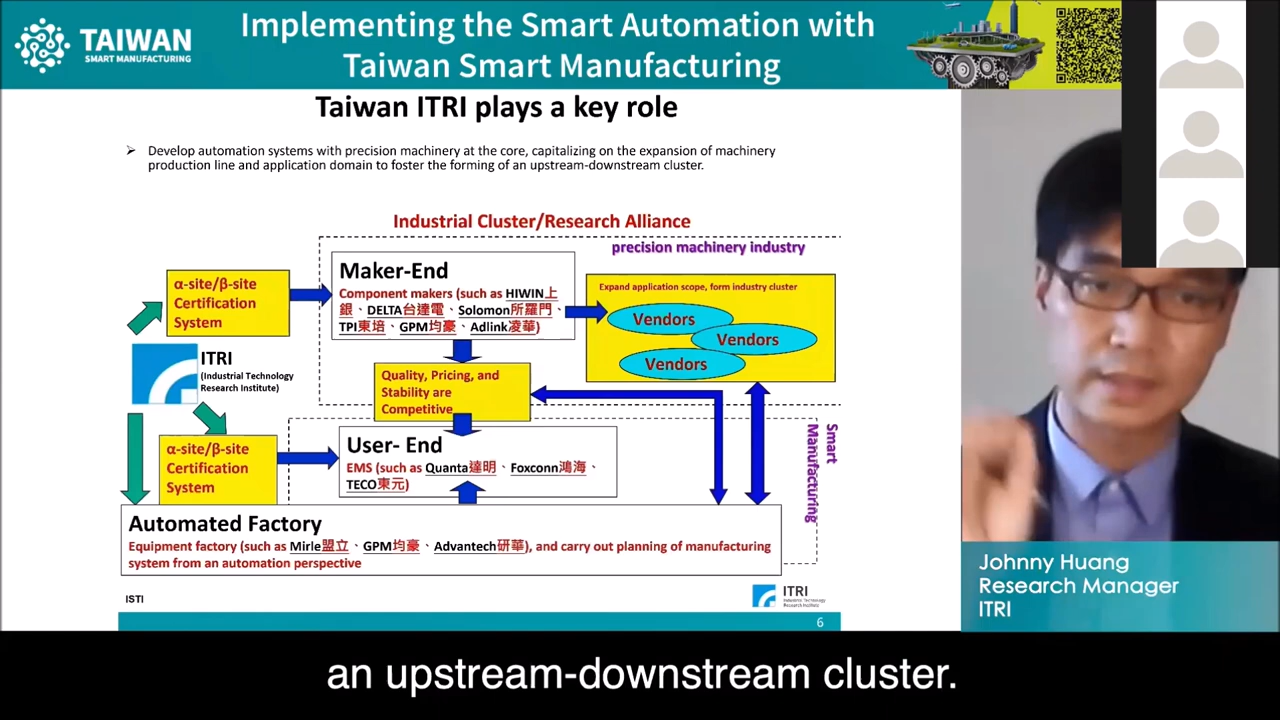 TAIWAN
SMART MANUFACTURING
Implementing the Smart Automation with
Taiwan Smart Manufacturing
Taiwan ITRI plays a key role
➢ Develop automation systems with precision machinery at the core, capitalizing on the expansion of machinery
production line and application domain to foster the forming of an upstream-downstream cluster.
Industrial Cluster/Research Alliance
precision machinery industry
α-site/β-site
Certification
System
Maker-End
Component makers (such as HIWIN上
銀、DELTA台達電、Solomon所羅門、
TPI東培、GPM均豪、Adlink凌華)
Expand application scope, form industry cluster
Vendors
Vendors
Vendors
ITRI
(Industrial Technology
Research Institute)
Quality, Pricing, and
Stability are
Competitive
α-site/β-site
Certification
System
User- End
EMS (such as Quanta達明、Foxconn鴻海、
TECO東元)
Smart
Manufacturing
Automated Factory
Equipment factory (such as Mirle盟立、GPM均豪、Advantech研華), and carry out planning of manufacturing
system from an automation perspective
ISTI
ITRI
Industrial Technology
Research Institute
6
Johnny Huang
Research Manager
ITRI
an upstream-downstream cluster.